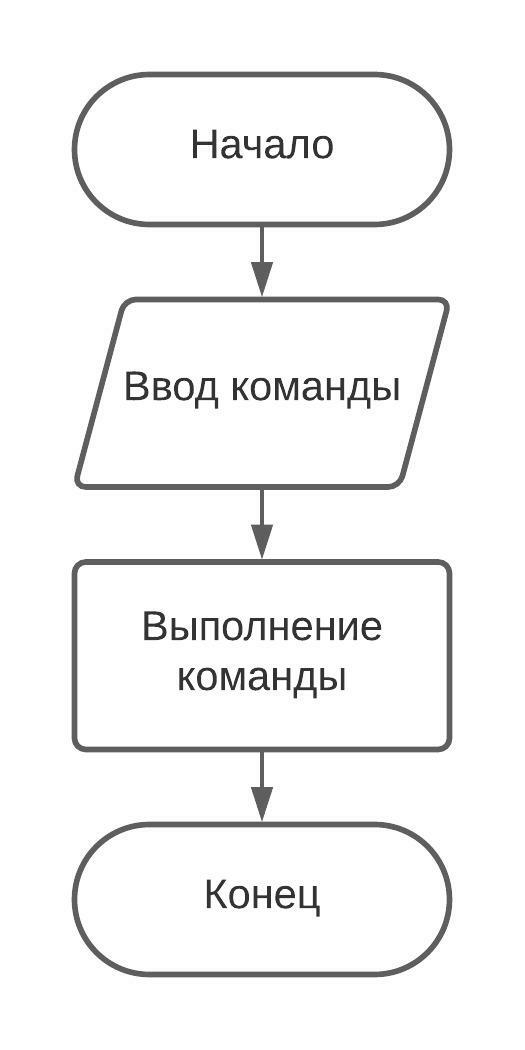 Начало
Ввод команды
Выполнение
команды
Конец